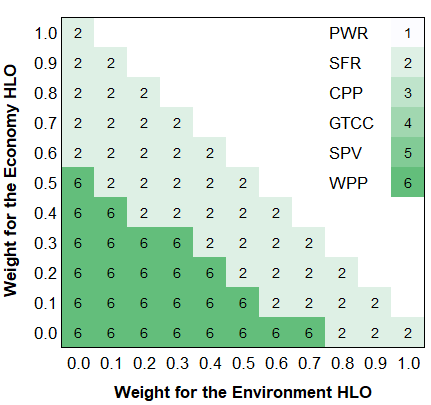 1.0 2 PWR 1
0.9 2 2 SFR 2
0.8 2 2 2 CPP 3
0.7 2 2 2 2 GTCC 4
0.6 2 2 2 2 2 SPV 5
0.5 6 2 2 2 2 2 WPP 6
0.4 6 6 2 2 2 2 2
0.3 6 6 6 6 2 2 2 2
0.2 6 6 6 6 6 2 2 2 2
0.1 6 6 6 6 6 6 2 2 2 2
0.0 6 6 6 6 6 6 6 6 2 2 2
0.0 0.1 0.2 0.3 0.4 0.5 0.6 0.7 0.8 0.9 1.0
Weight for the Environment HLO
Weight for the Economy HLO